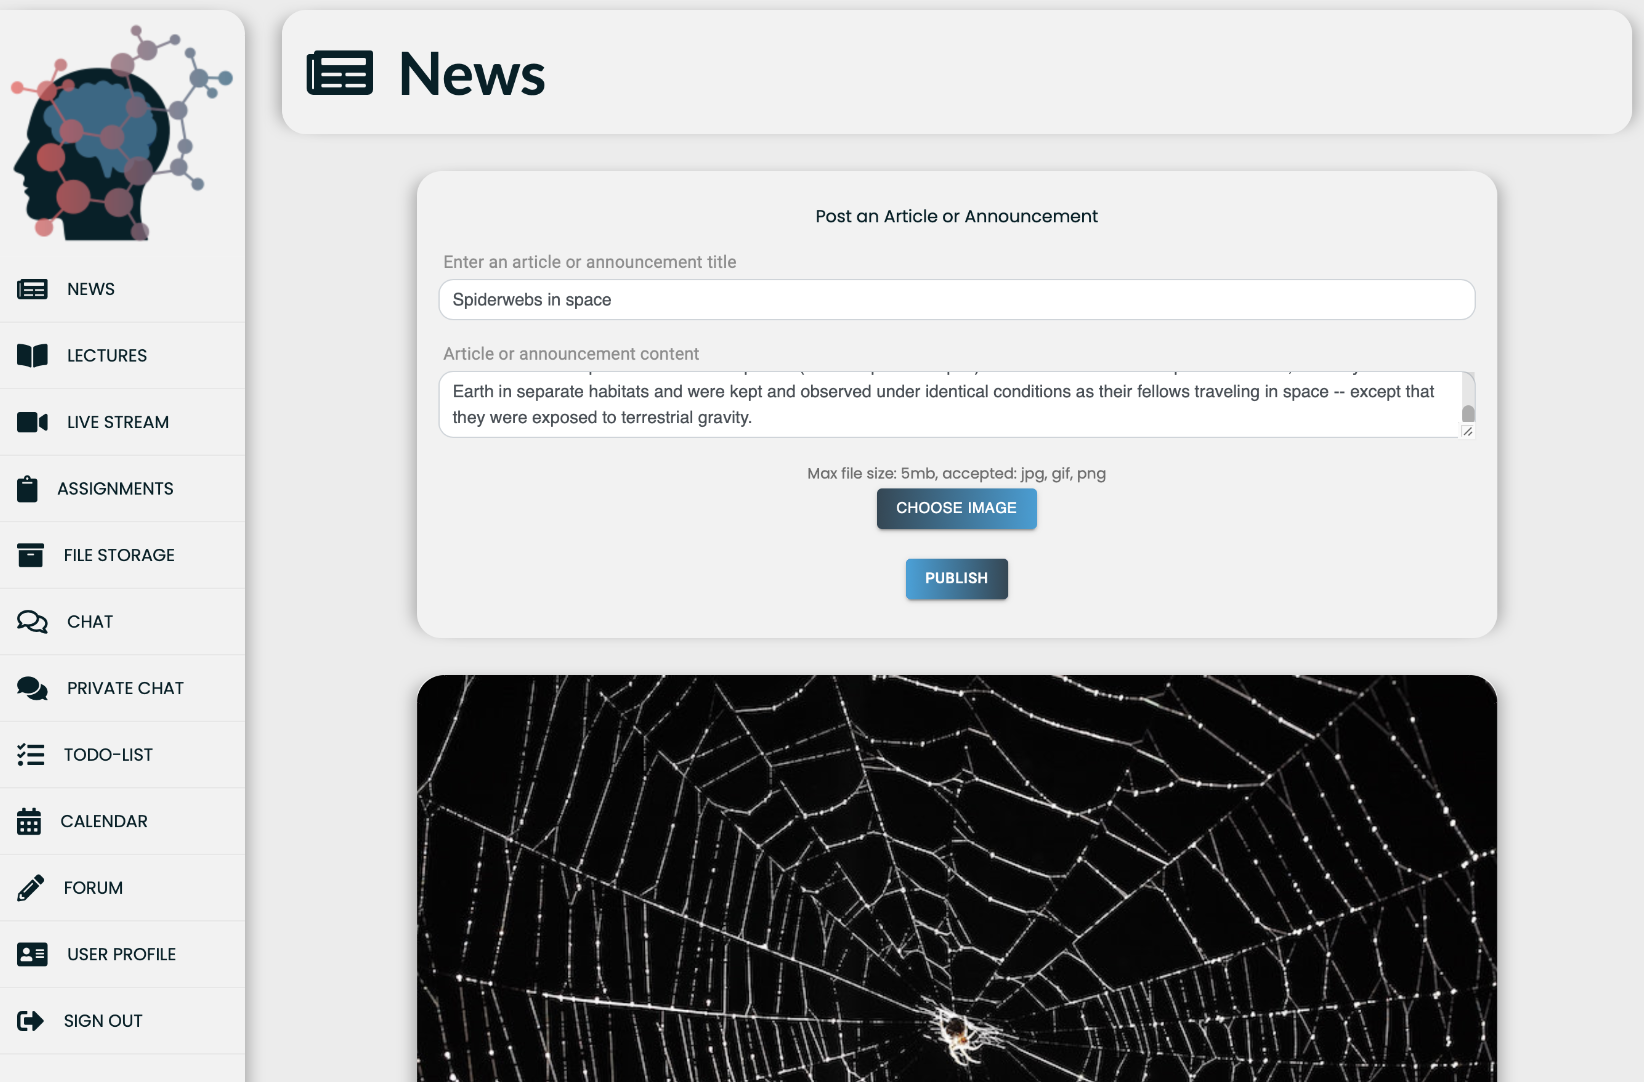 News
NEWS
LECTURES
LIVE STREAM
ASSIGNMENTS
FILE STORAGE
CHAT
PRIVATE CHAT
TODO-LIST
CALENDAR
FORUM
USER PROFILE
SIGN OUT
Post an Article or Announcement
Enter an article or announcement title
Spiderwebs in space
Article or announcement content
Earth in separate habitats and were kept and observed under identical conditions as their fellows traveling in space -- except that
they were exposed to terrestrial gravity.
Max file size: 5mb, accepted: jpg, gif, png
CHOOSE IMAGE
PUBLISH